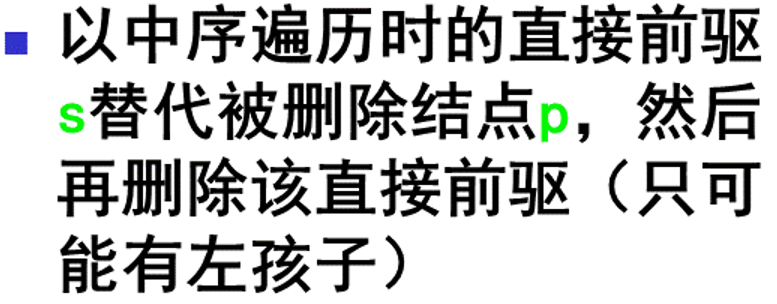 以中序遍历时的直接前驱
s替代被删除结点p，然后
再删除该直接前驱（只可
能有左孩子）